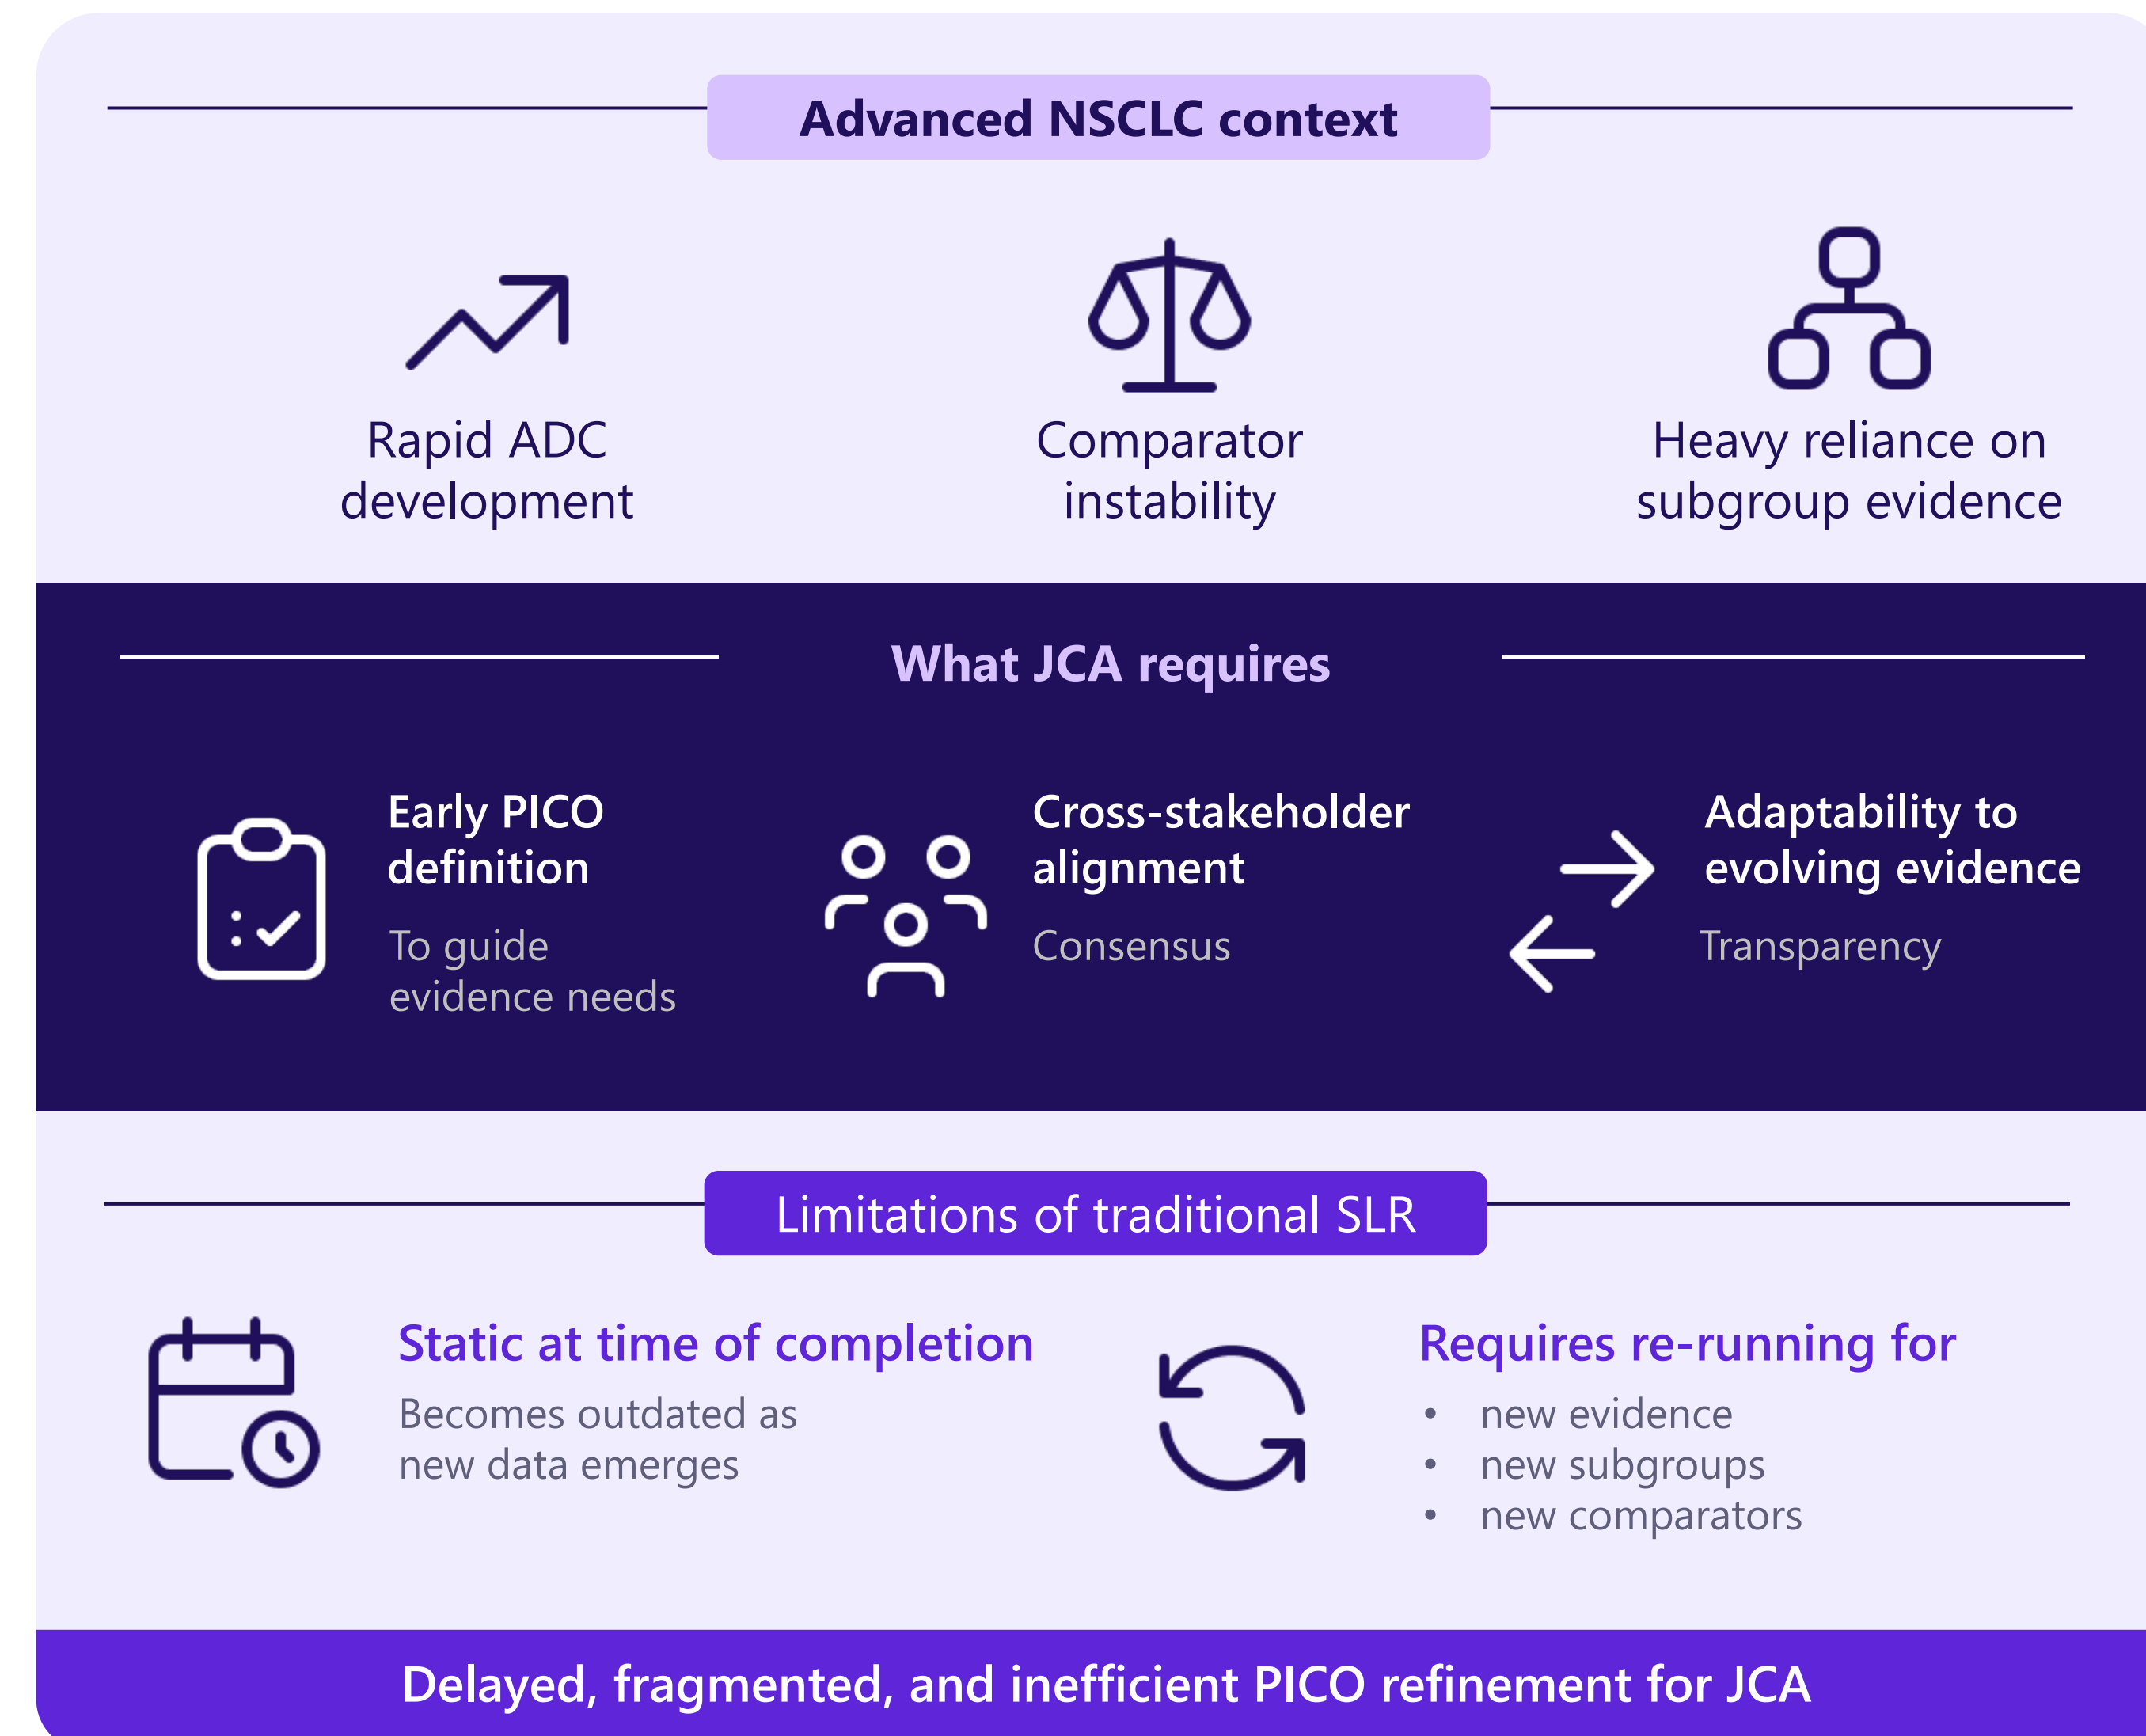 Advanced NSCLC context
Rapid ADC
development
Comparator
instability
Heavy reliance on
subgroup evidence
What JCA requires
Early PICO
definition
To guide
evidence needs
Cross-stakeholder
alignment
Consensus
Adaptability to
evolving evidence
Transparency
Limitations of traditional SLR
Static at time of completion
Becomes outdated as
new data emerges
Requires re-running for
• new evidence
• new subgroups
• new comparators
Delayed, fragmented, and inefficient PICO refinement for JCA